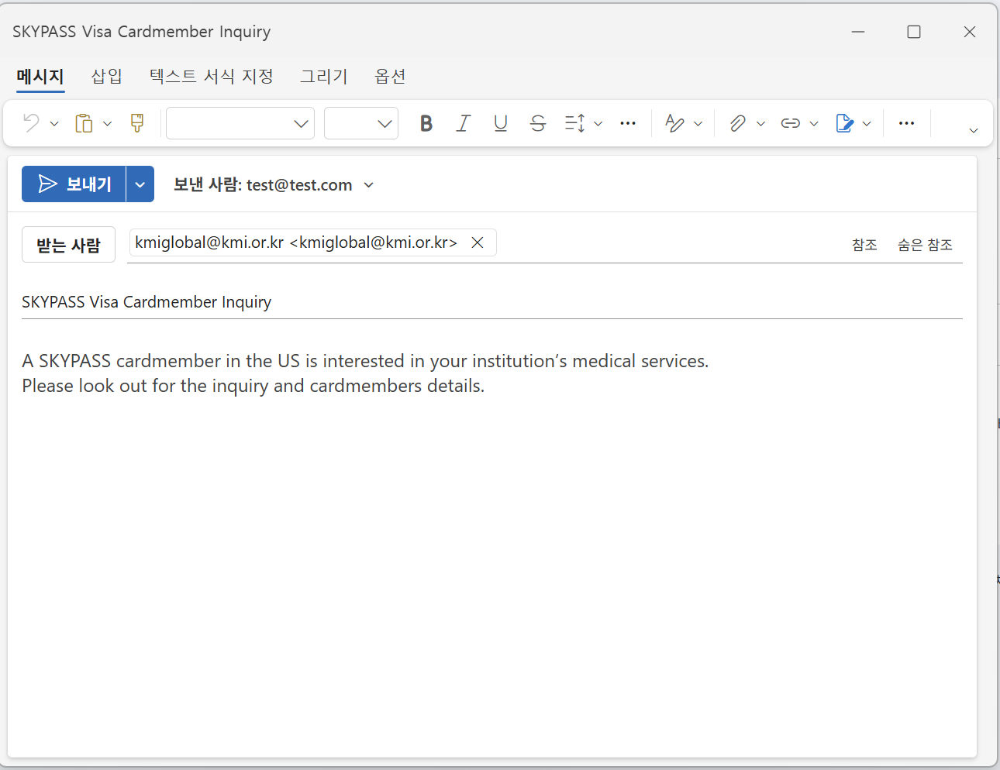 SKYPASS Visa Cardmember Inquiry
메시지 삽입 텍스트 서식 지정 그리기 옵션
B I U S
보내기 보낸 사람: test@test.com
받는 사람 kmiglobal@kmi.or.kr <kmiglobal@kmi.or.kr> 참조 숨은 참조
SKYPASS Visa Cardmember Inquiry
A SKYPASS cardmember in the US is interested in your institution’s medical services.
Please look out for the inquiry and cardmembers details.